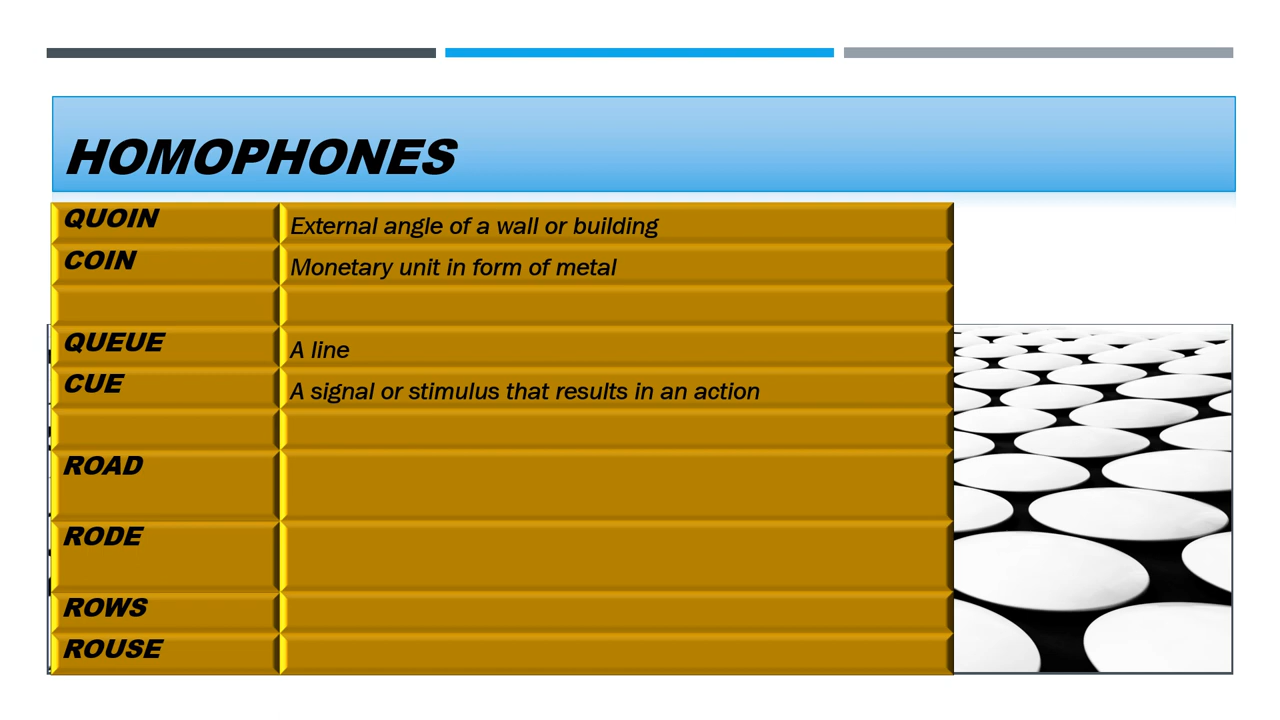 HOMOPHONES
QUOIN External angle of a wall or building
COIN Monetary unit in form of metal
QUEUE A line
CUE A signal or stimulus that results in an action
ROAD
RODE
ROWS
ROUSE